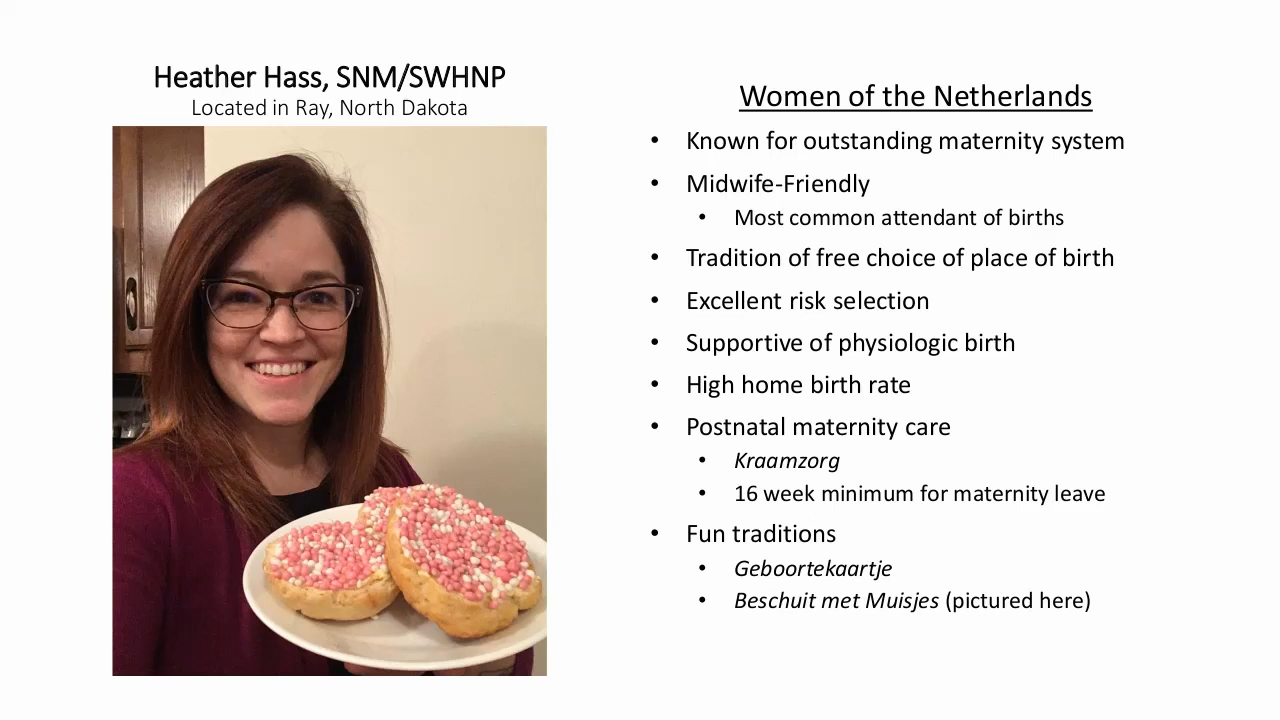 Heather Hass, SNM/SWHNP
Located in Ray, North Dakota
Women of the Netherlands
• Known for outstanding maternity system
• Midwife-Friendly
• Most common attendant of births
• Tradition of free choice of place of birth
• Excellent risk selection
• Supportive of physiologic birth
• High home birth rate
• Postnatal maternity care
• Kraamzorg
• 16 week minimum for maternity leave
• Fun traditions
• Geboortekaartje
• Beschuit met Muisjes (pictured here)